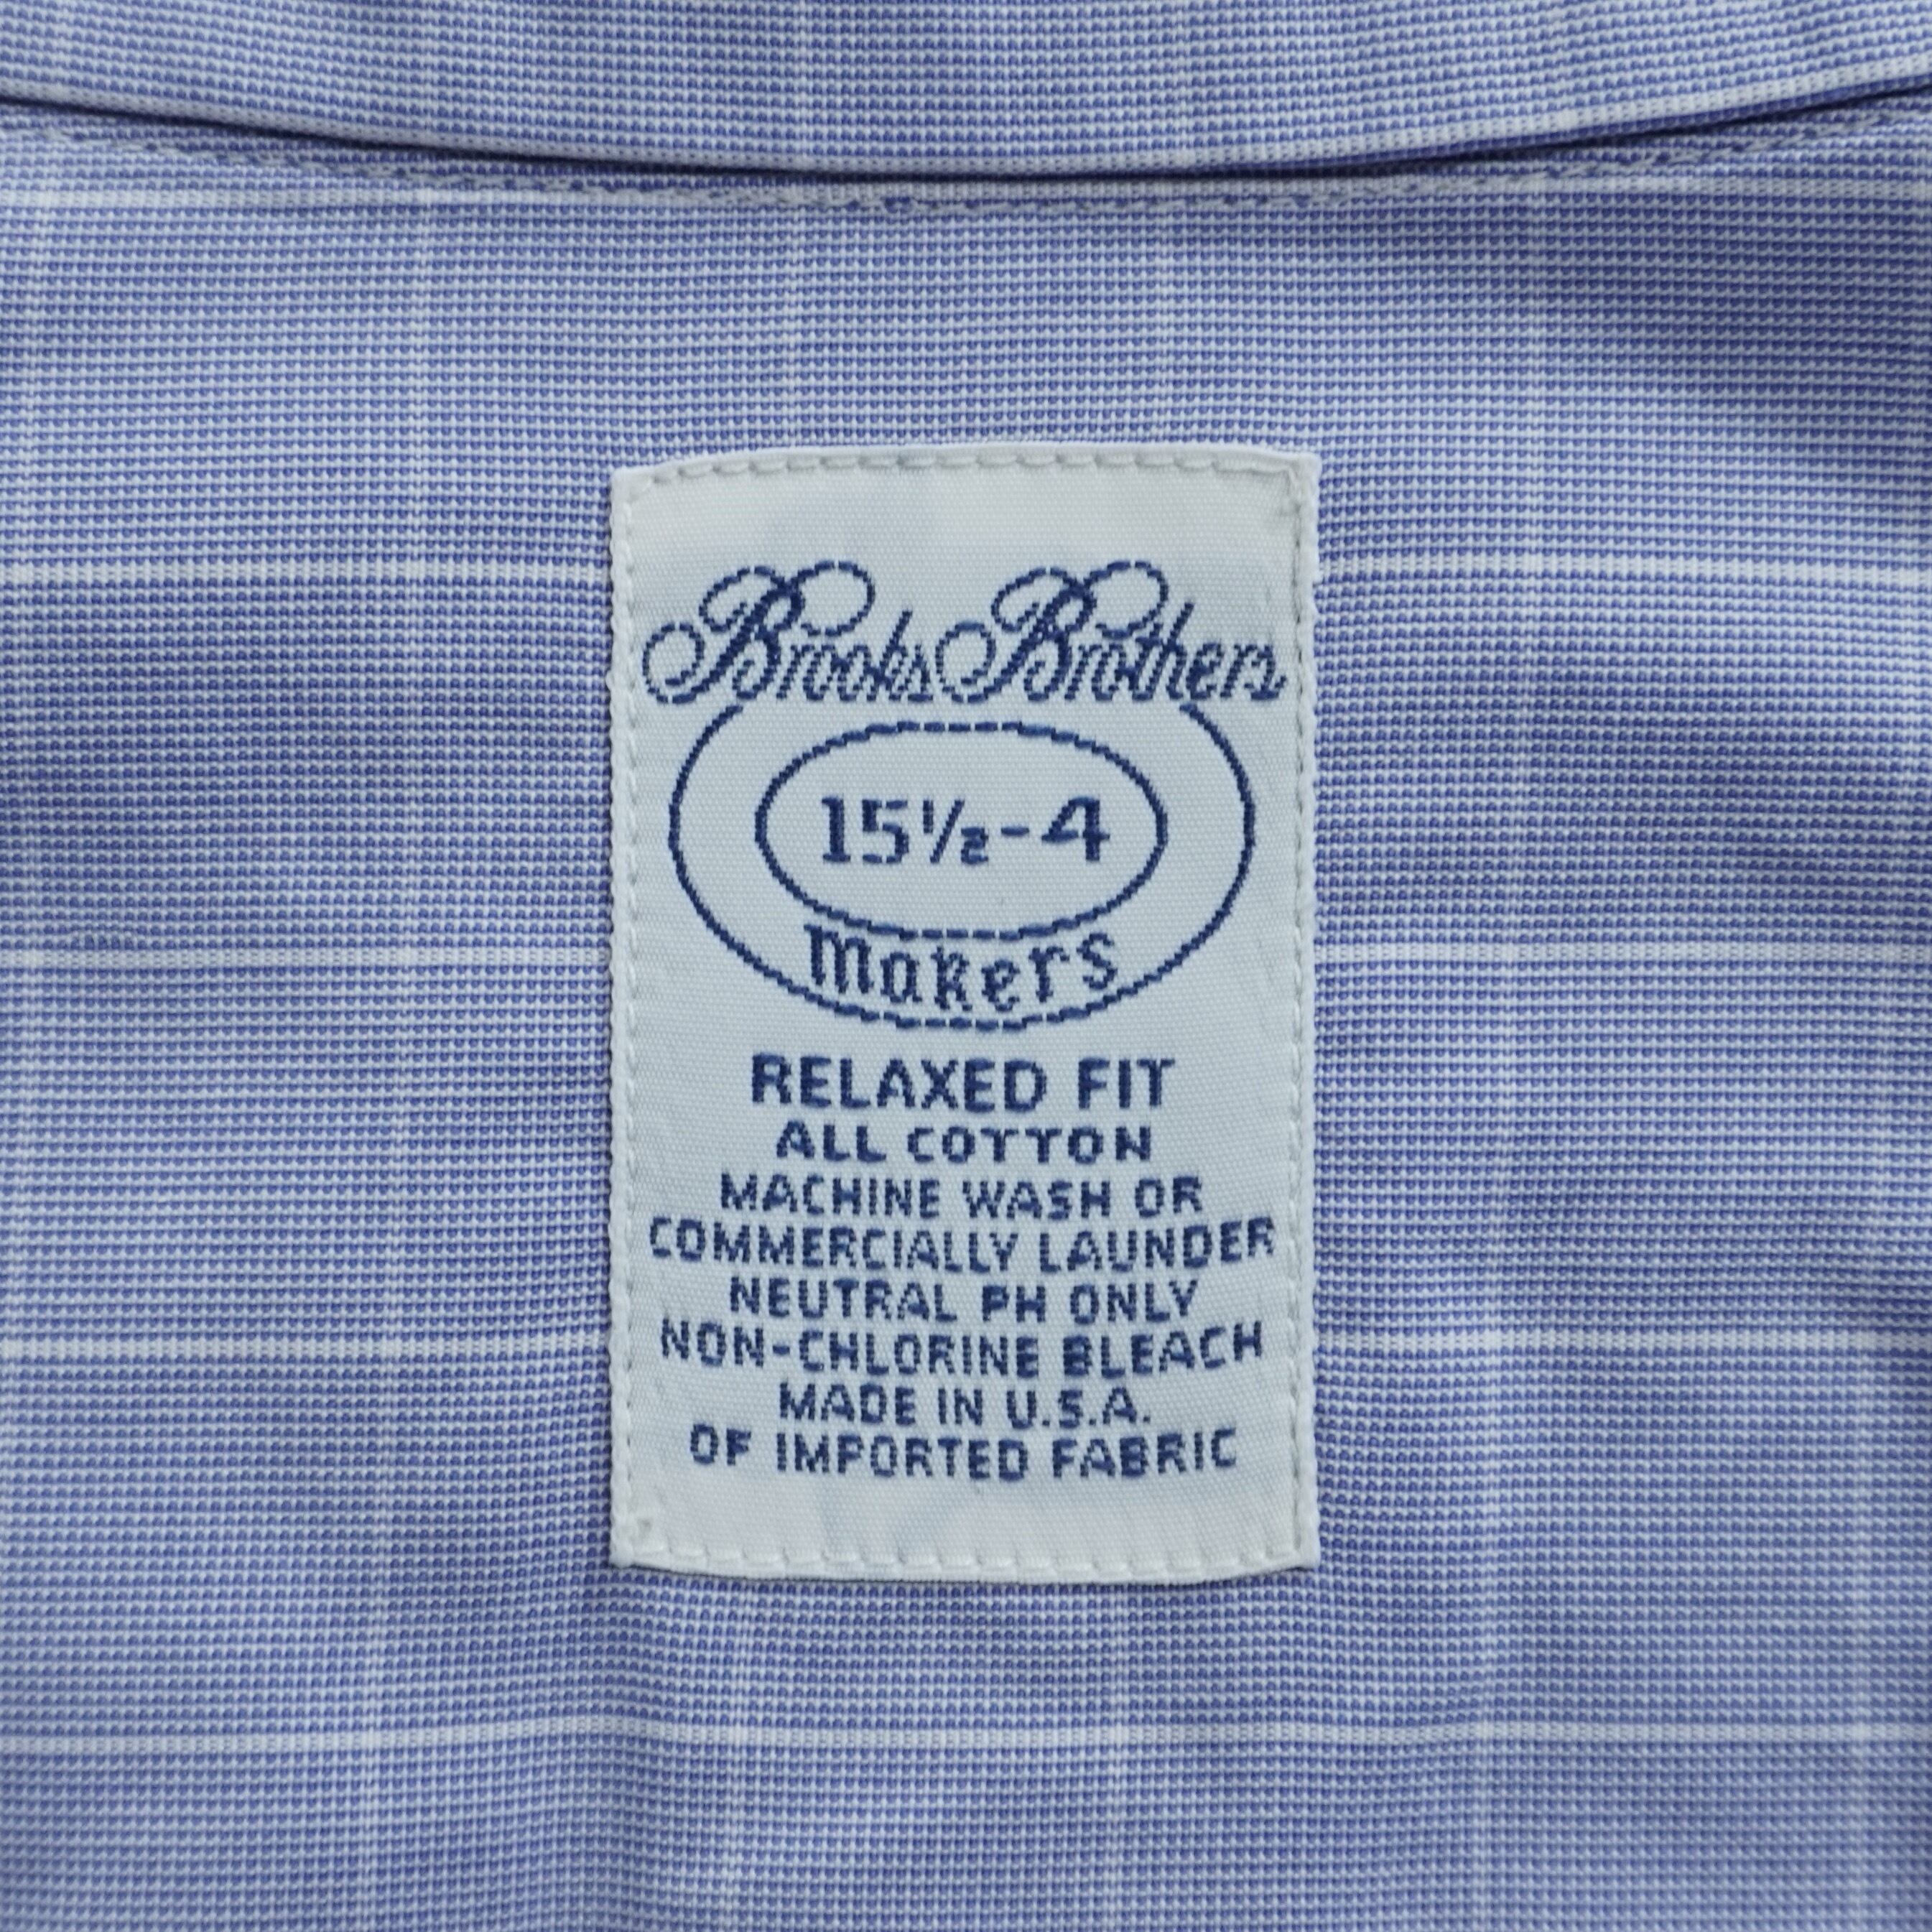 Brooks Brothers
15½-4
Makers
RELAXED FIT
ALL COTTON
MACHINE WASH OR
COMMERCIALLY LAUNDER
NEUTRAL PH ONLY
NON-CHLORINE BLEACH
MADE IN U.S.A.
OF IMPORTED FABRIC